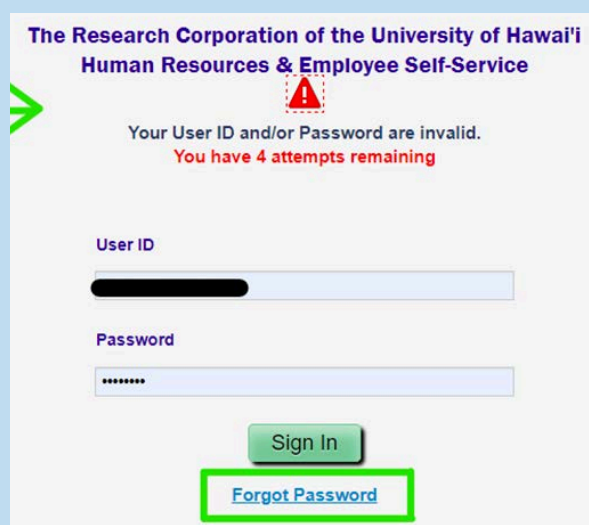 The Research Corporation of the University of Hawai'i
Human Resources & Employee Self-Service
Your User ID and/or Password are invalid.
You have 4 attempts remaining
User ID
Password
••••••••
Sign In
Forgot Password